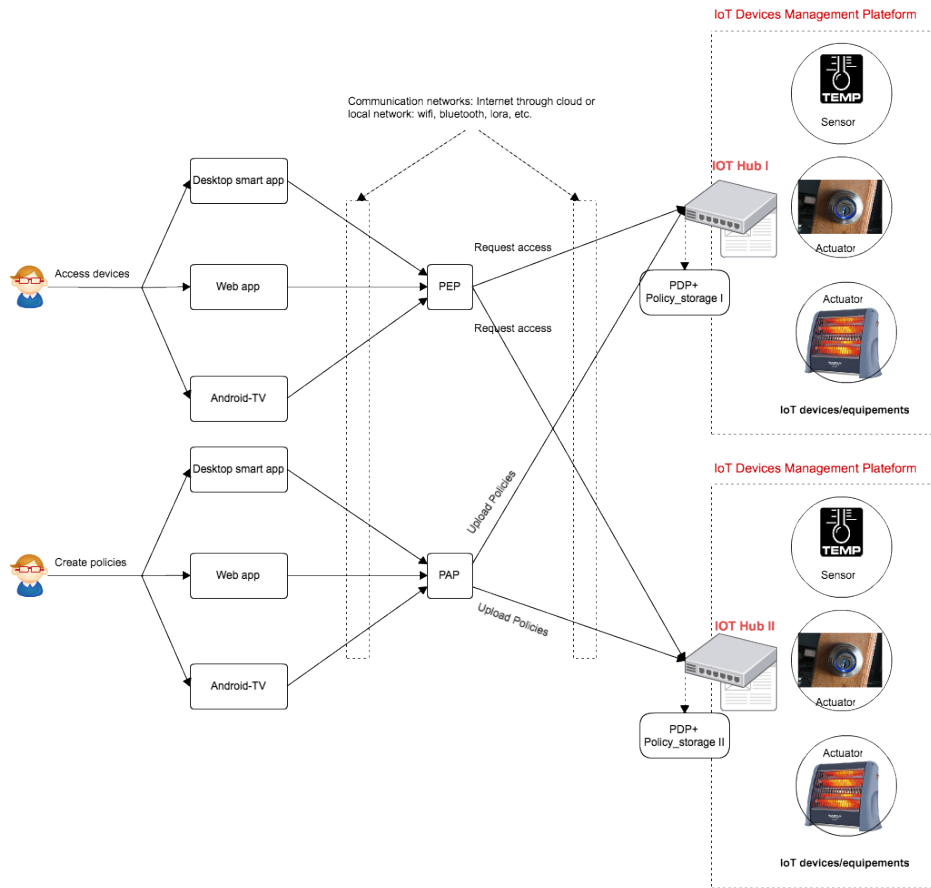 IoT Devices Management Plateform
TEMP
Sensor
Communication networks: Internet through cloud or
local network: wifi, bluetooth, lora, etc.
IOT Hub I
Desktop smart app
Actuator
Request access
Access devices
Web app
PEP
PDP+
Policy_storage I
Actuator
Request access
Android-TV
IoT devices/equipements
Desktop smart app
IoT Devices Management Plateform
Upload Policies
TEMP
Sensor
Create policies
Web app
PAP
Upload Policies
IOT Hub II
Android-TV
Actuator
PDP+
Policy_storage II
Actuator
IoT devices/equipements